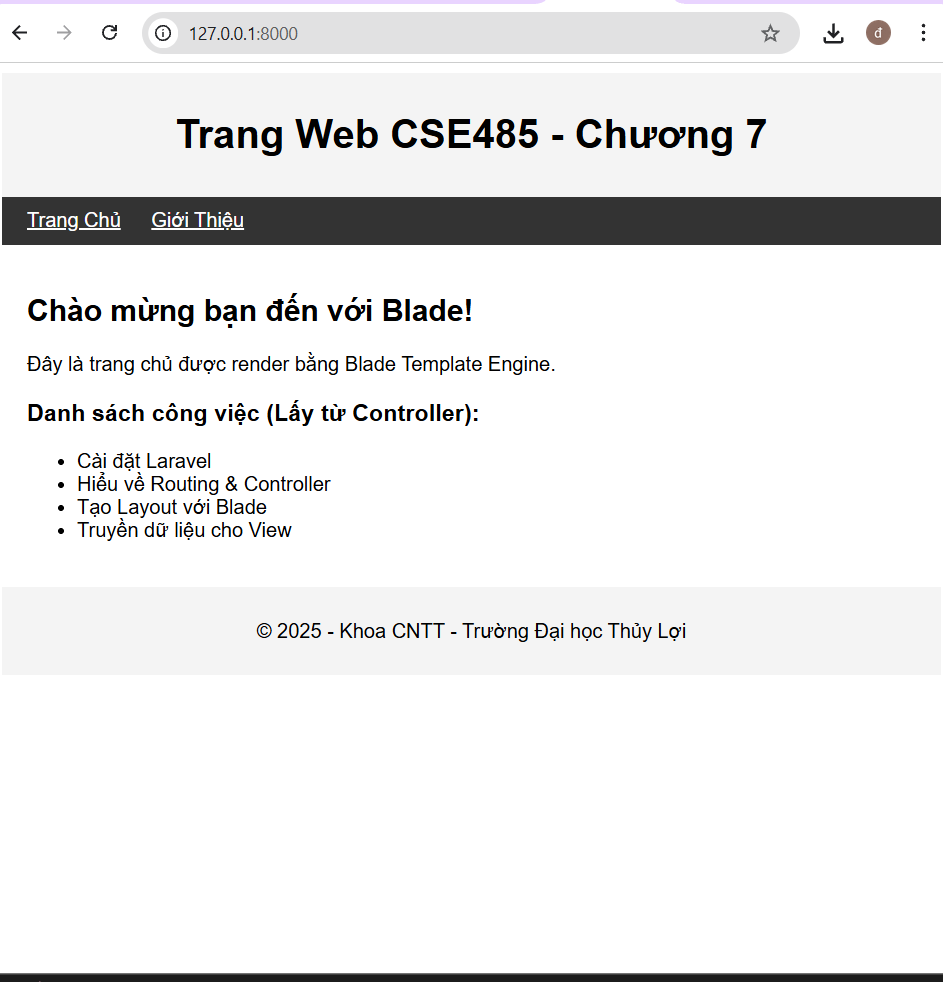 127.0.0.1:8000
đ
Trang Web CSE485 - Chương 7
Trang Chủ Giới Thiệu
Chào mừng bạn đến với Blade!
Đây là trang chủ được render bằng Blade Template Engine.
Danh sách công việc (Lấy từ Controller):
• Cài đặt Laravel
• Hiểu về Routing & Controller
• Tạo Layout với Blade
• Truyền dữ liệu cho View
© 2025 - Khoa CNTT - Trường Đại học Thủy Lợi